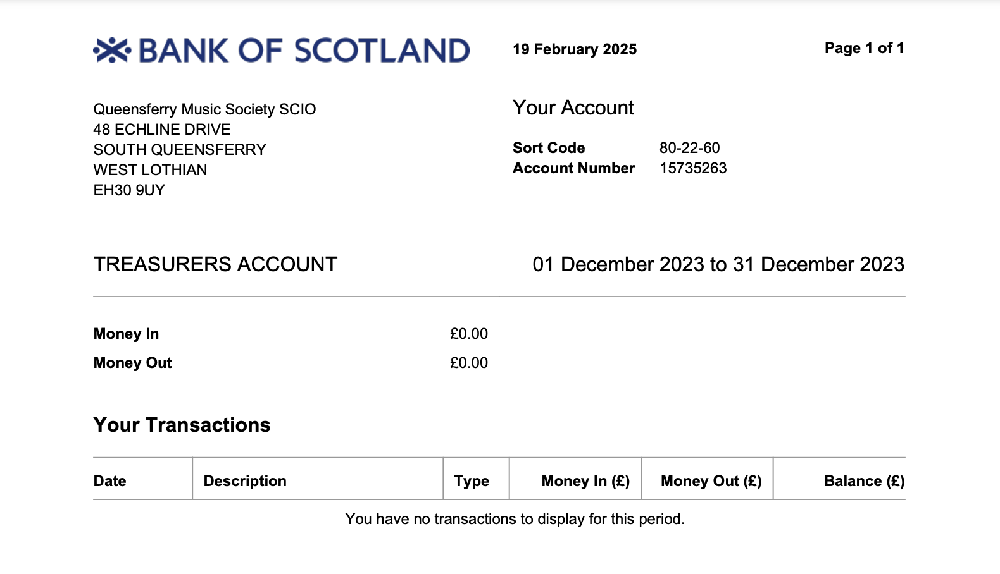 BANK OF SCOTLAND
19 February 2025
Page 1 of 1
Queensferry Music Society SCIO
48 ECHLINE DRIVE
SOUTH QUEENSFERRY
WEST LOTHIAN
EH30 9UY
Your Account
Sort Code 80-22-60
Account Number 15735263
TREASURERS ACCOUNT 01 December 2023 to 31 December 2023
Money In £0.00
Money Out £0.00
Your Transactions
Date Description Type Money In (£) Money Out (£) Balance (£)
You have no transactions to display for this period.